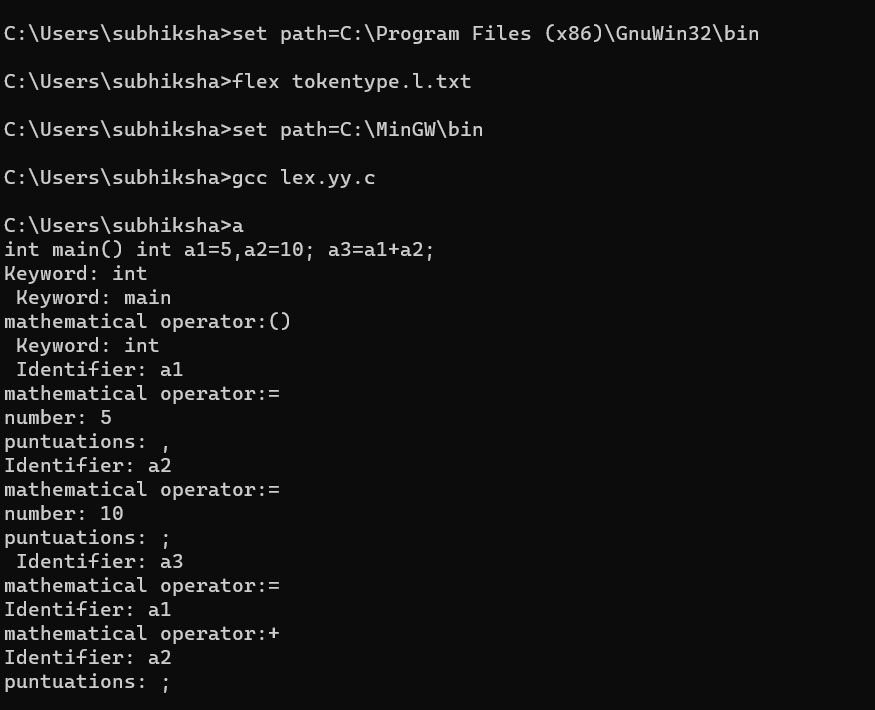 C:\Users\subhiksha>set path=C:\Program Files (x86)\GnuWin32\bin
C:\Users\subhiksha>flex tokentype.l.txt
C:\Users\subhiksha>set path=C:\MinGW\bin
C:\Users\subhiksha>gcc lex.yy.c
C:\Users\subhiksha>a
int main() int a1=5,a2=10; a3=a1+a2;
Keyword: int
 Keyword: main
mathematical operator:()
 Keyword: int
 Identifier: a1
mathematical operator:=
number: 5
puntuations: ,
Identifier: a2
mathematical operator:=
number: 10
puntuations: ;
 Identifier: a3
mathematical operator:=
Identifier: a1
mathematical operator:+
Identifier: a2
puntuations: ;